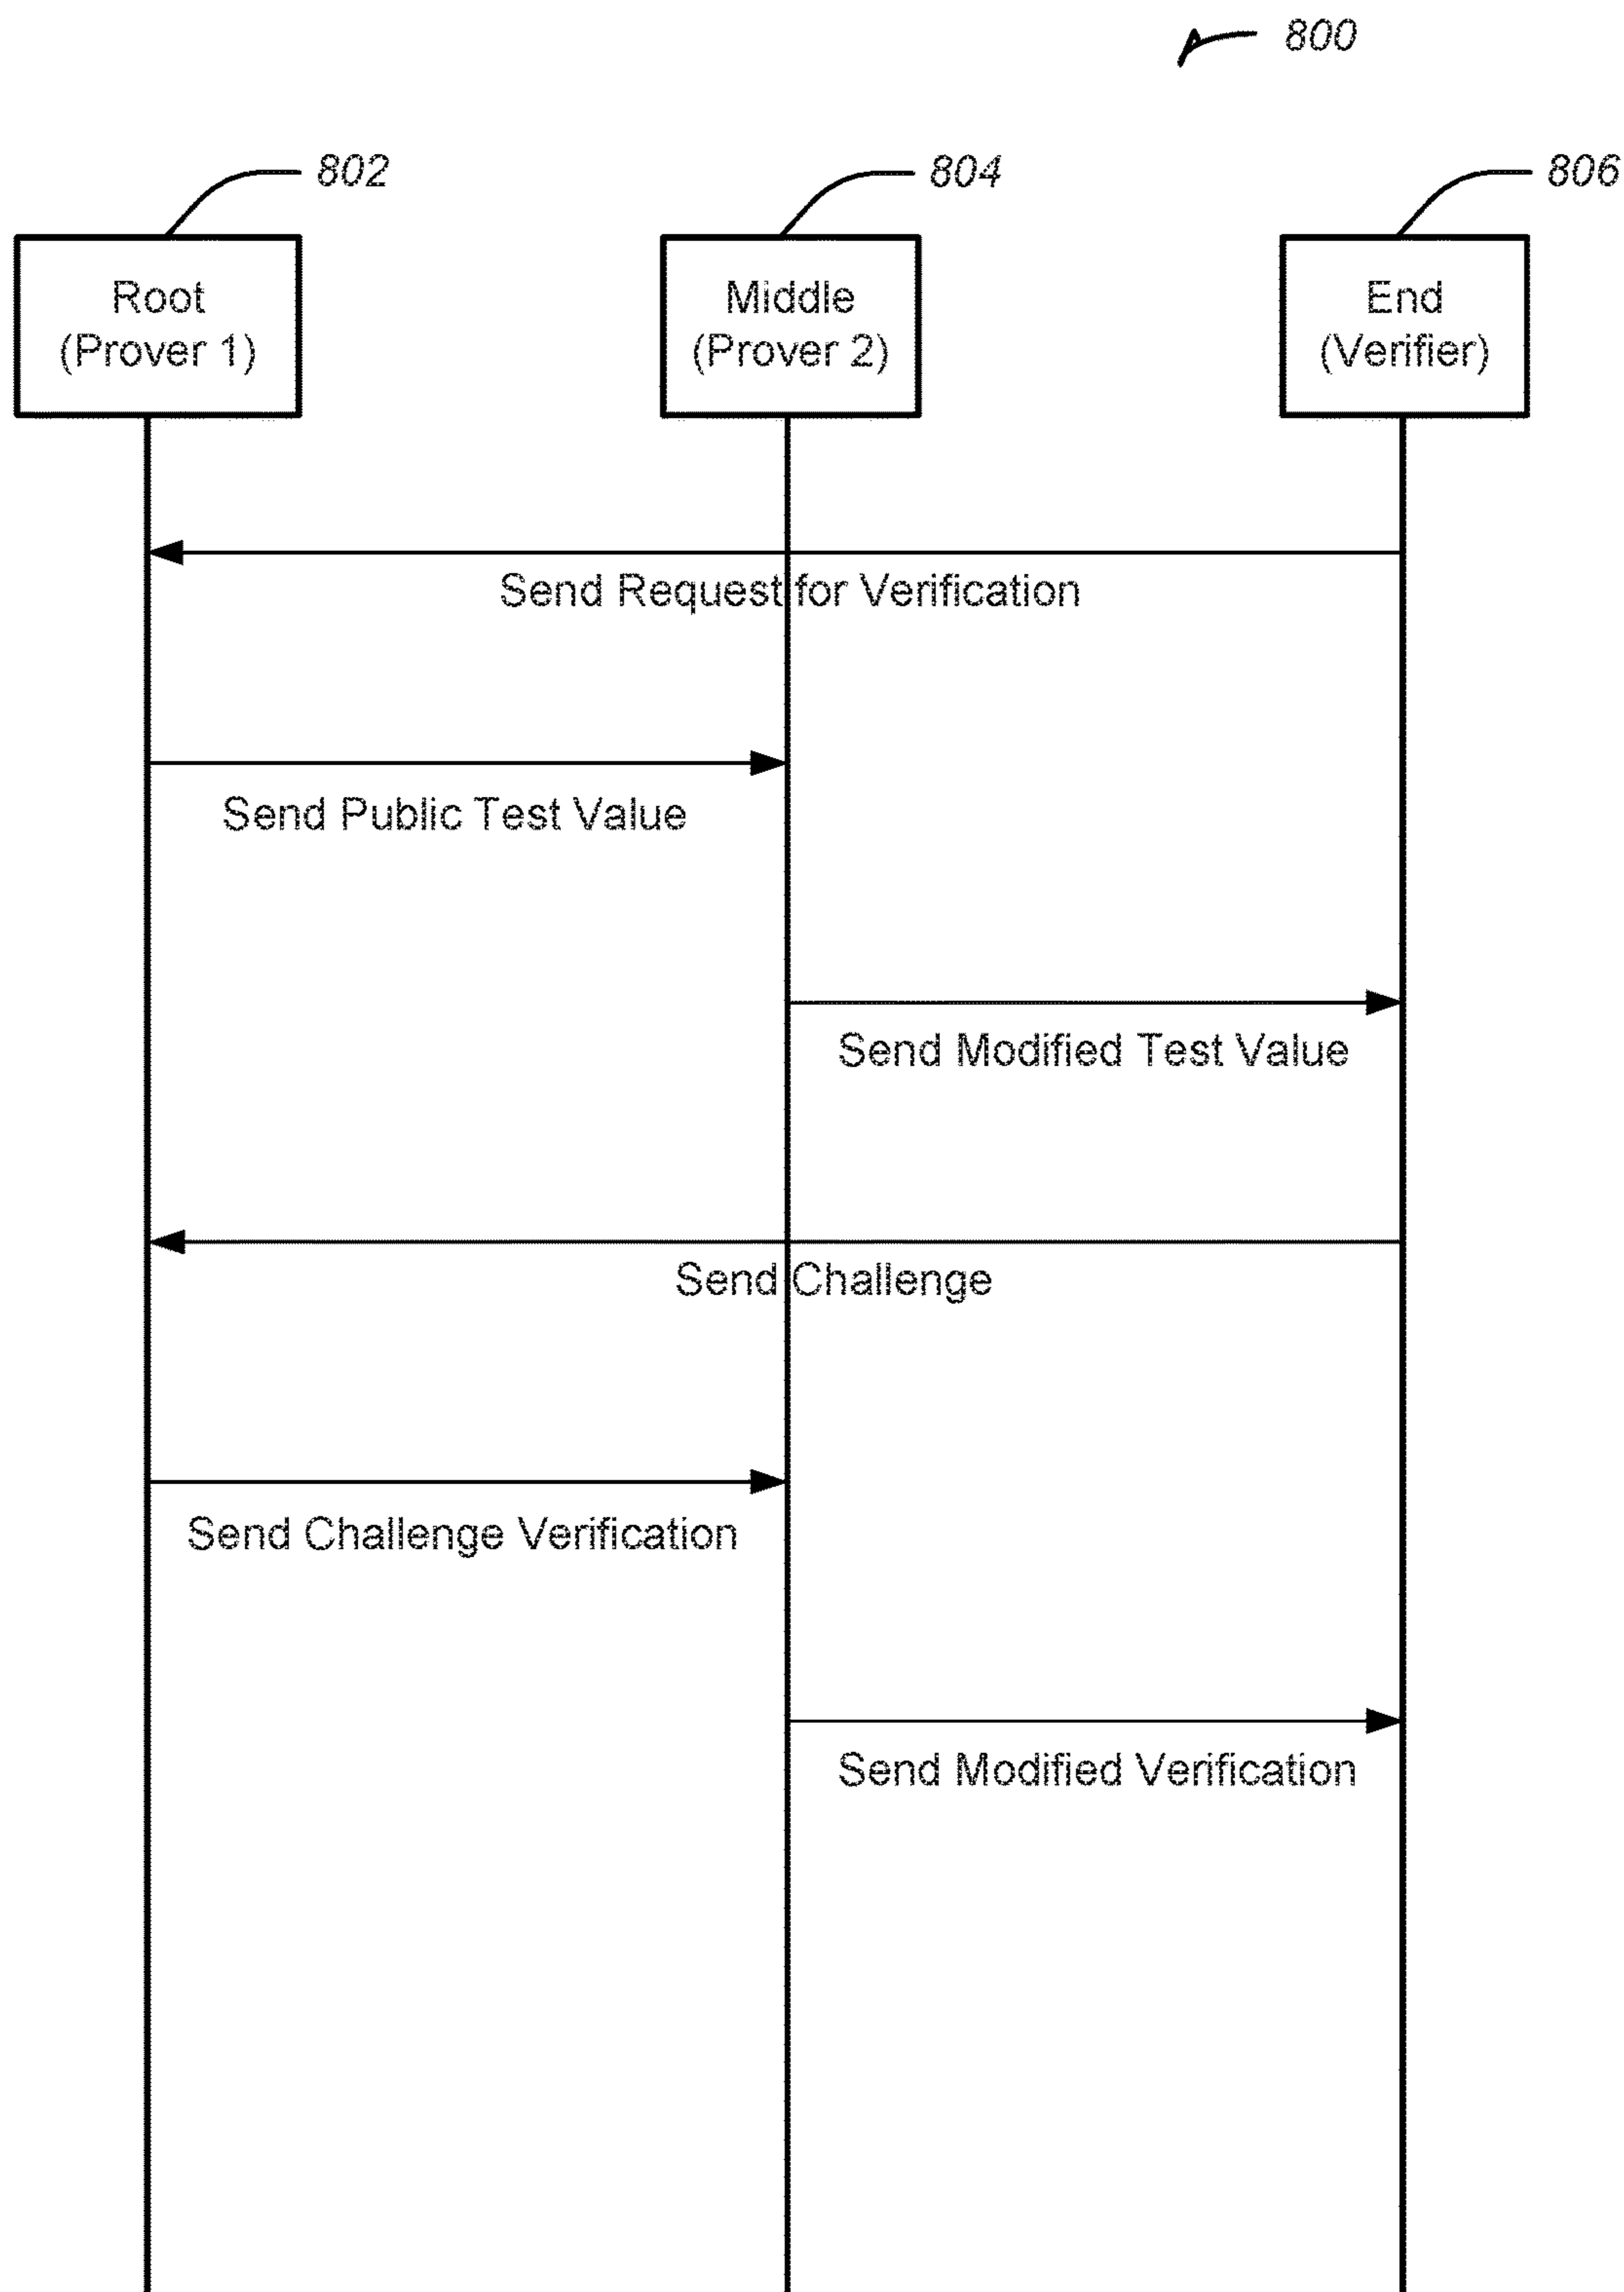 800
802
804
806
Root
(Prover 1)
Middle
(Prover 2)
End
(Verifier)
Send Request for Verification
Send Public Test Value
Send Modified Test Value
Send Challenge
Send Challenge Verification
Send Modified Verification